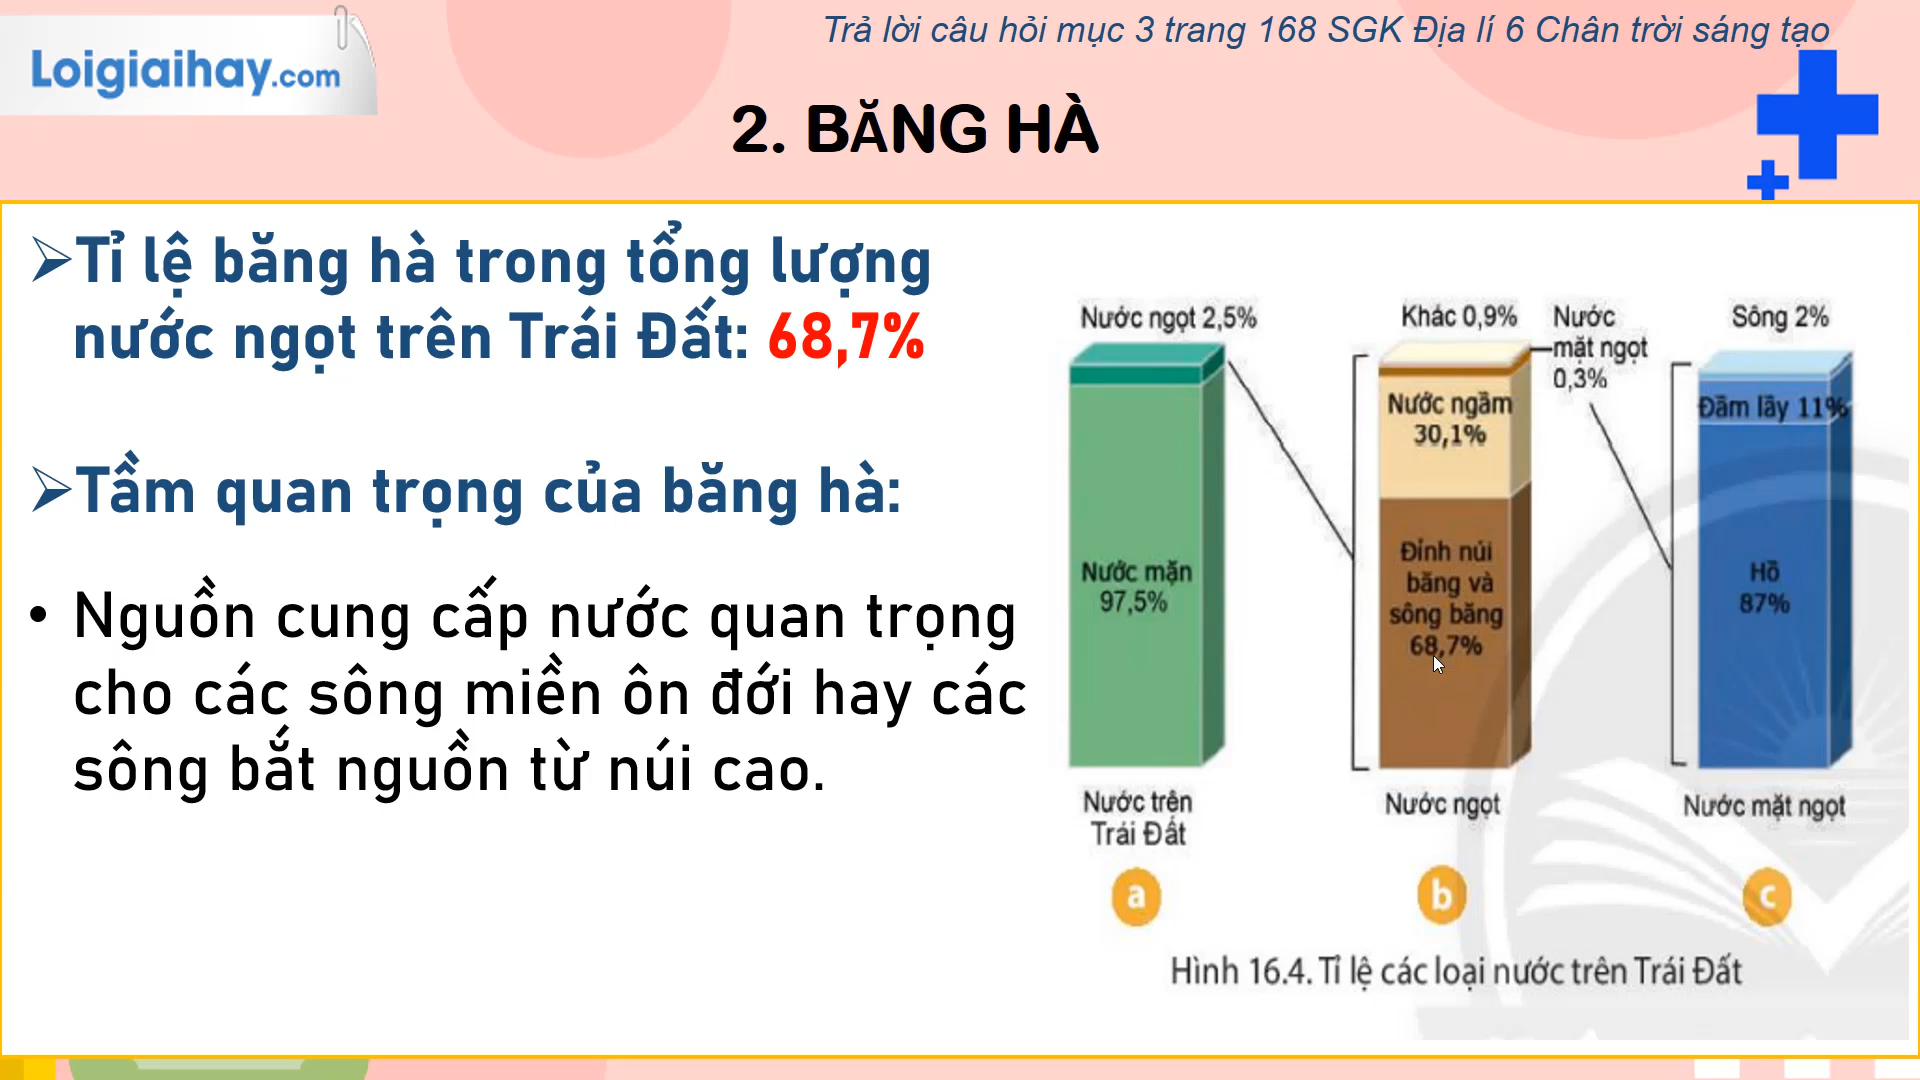 Loigiaihay.com
Trả lời câu hỏi mục 3 trang 168 SGK Địa lí 6 Chân trời sáng tạo
2. BĂNG HÀ
Tỉ lệ băng hà trong tổng lượng
nước ngọt trên Trái Đất: 68,7%
Tầm quan trọng của băng hà:
• Nguồn cung cấp nước quan trọng
cho các sông miền ôn đới hay các
sông bắt nguồn từ núi cao.
Nước ngọt 2,5%
Nước mặn
97,5%
Nước trên
Trái Đất
a
Khác 0,9%
Nước
mặt ngọt
0,3%
Nước ngầm
30,1%
Đỉnh núi
băng và
sông băng
68,7%
Nước ngọt
b
Sông 2%
Đầm lầy 11%
Hồ
87%
Nước mặt ngọt
c
Hình 16.4. Tỉ lệ các loại nước trên Trái Đất